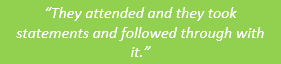 “They attended and they took
statements and followed through with
it.”